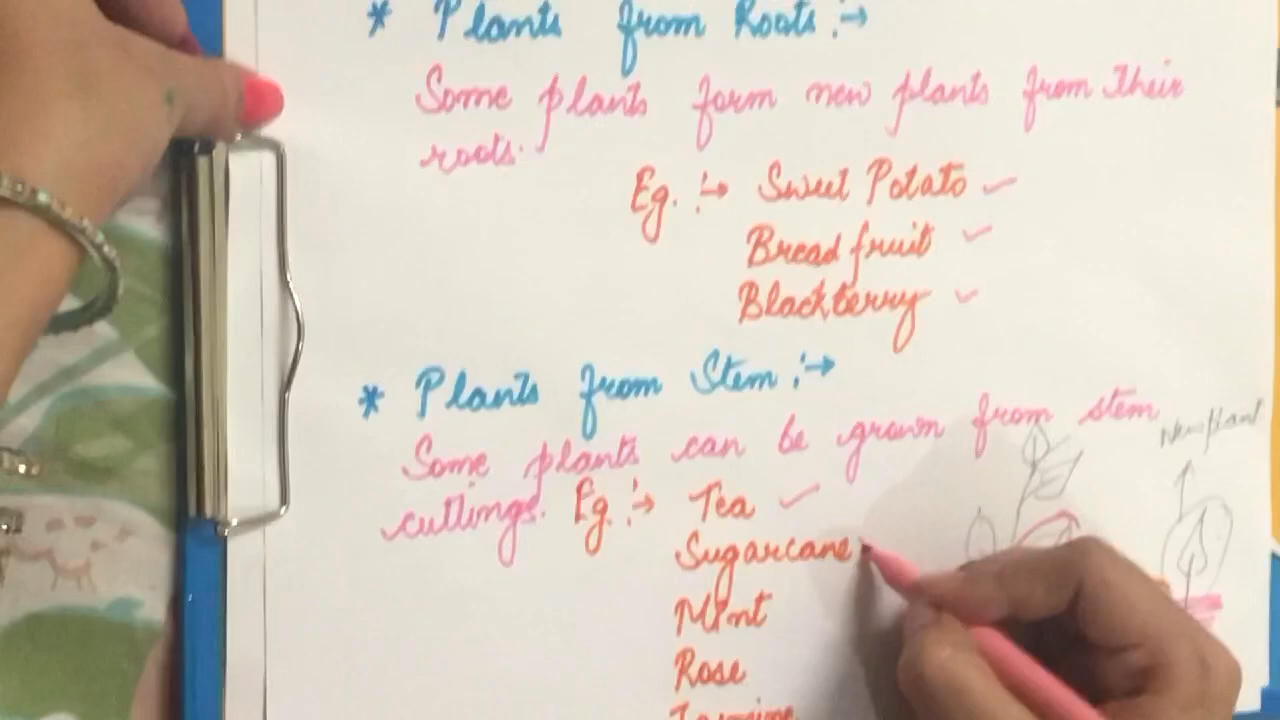 * Plants from Roots :→
Some plants form new plants from their
roots.
Eg. :→ Sweet Potato ✓
Bread fruit ✓
Blackberry ✓
* Plants from Stem :→
Some plants can be grown from stem
New plant
cuttings. Eg. :→ Tea ✓
Sugarcane
Mint
Rose
Jasmine